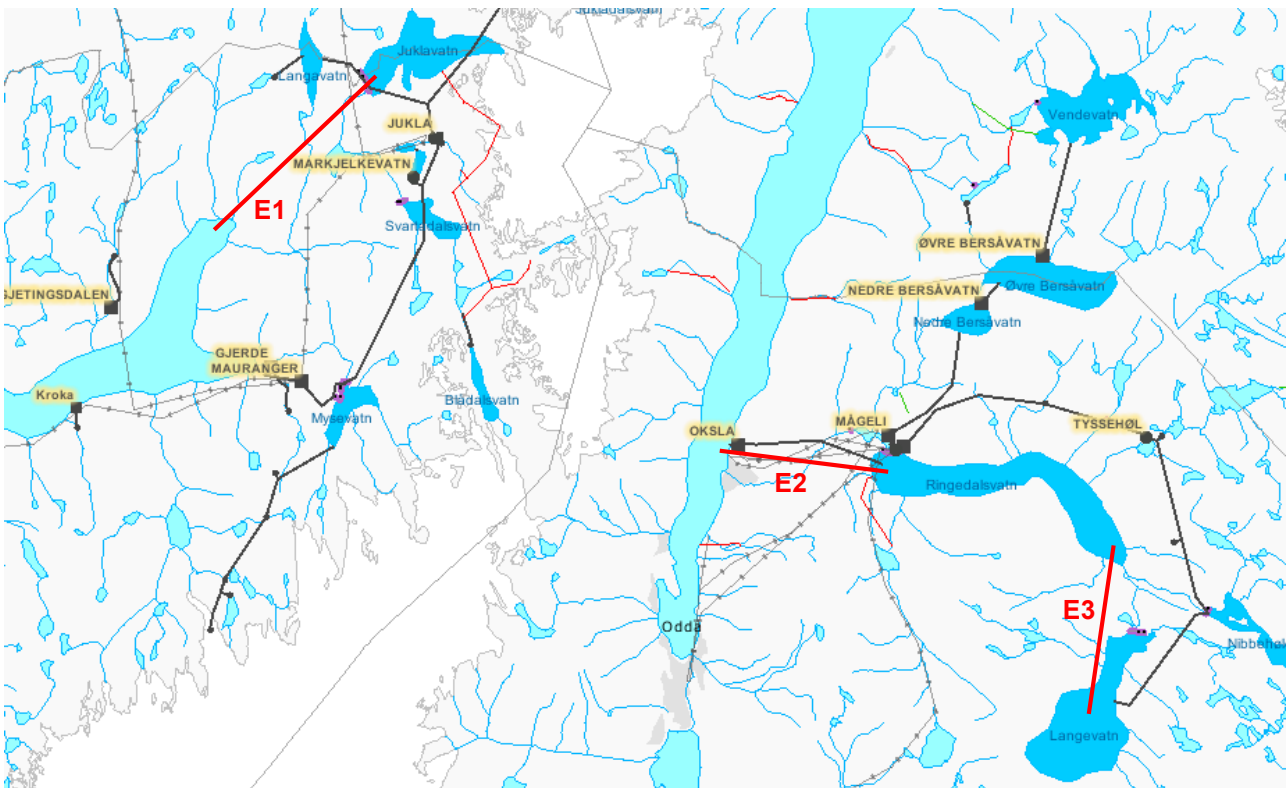 Juklavatn
Langavatn
JUKLA
MARKJELKEVATN
Svartedalsvatn
E1
GJETINGSDALEN
GJERDE
MAURANGER
Kroka
Mysevatn
Blådalsvatn
Vendevatn
ØVRE BERSÅVATN
Øvre Bersåvatn
NEDRE BERSÅVATN
Nedre Bersåvatn
OKSLA
MÅGELI
TYSSEHØL
E2
Ringedalsvatn
E3
Odda
Langevatn